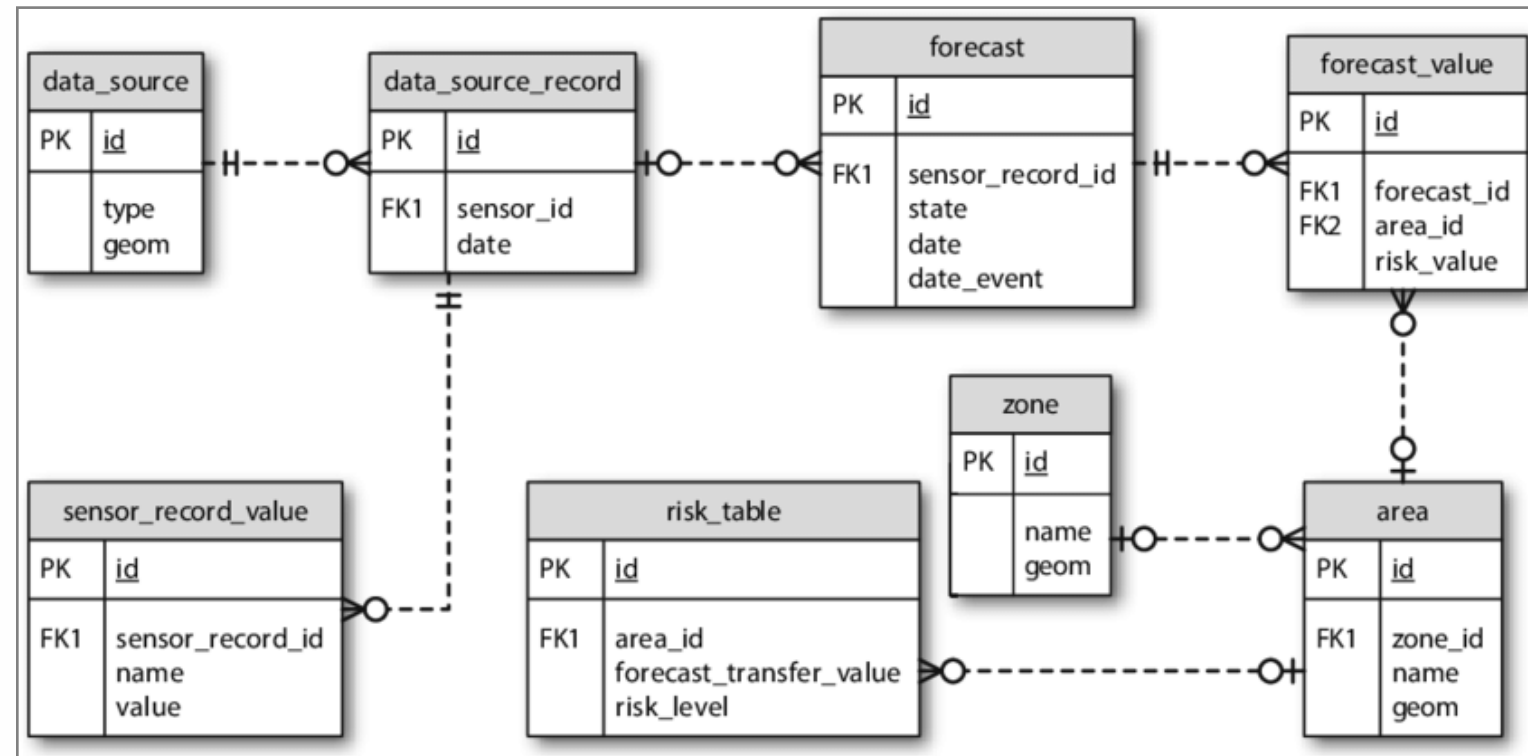 data_source
PK id
type
geom
data_source_record
PK id
FK1 sensor_id
date
forecast
PK id
FK1 sensor_record_id
state
date
date_event
forecast_value
PK id
FK1 forecast_id
FK2 area_id
risk_value
sensor_record_value
PK id
FK1 sensor_record_id
name
value
risk_table
PK id
FK1 area_id
forecast_transfer_value
risk_level
zone
PK id
name
geom
area
PK id
FK1 zone_id
name
geom